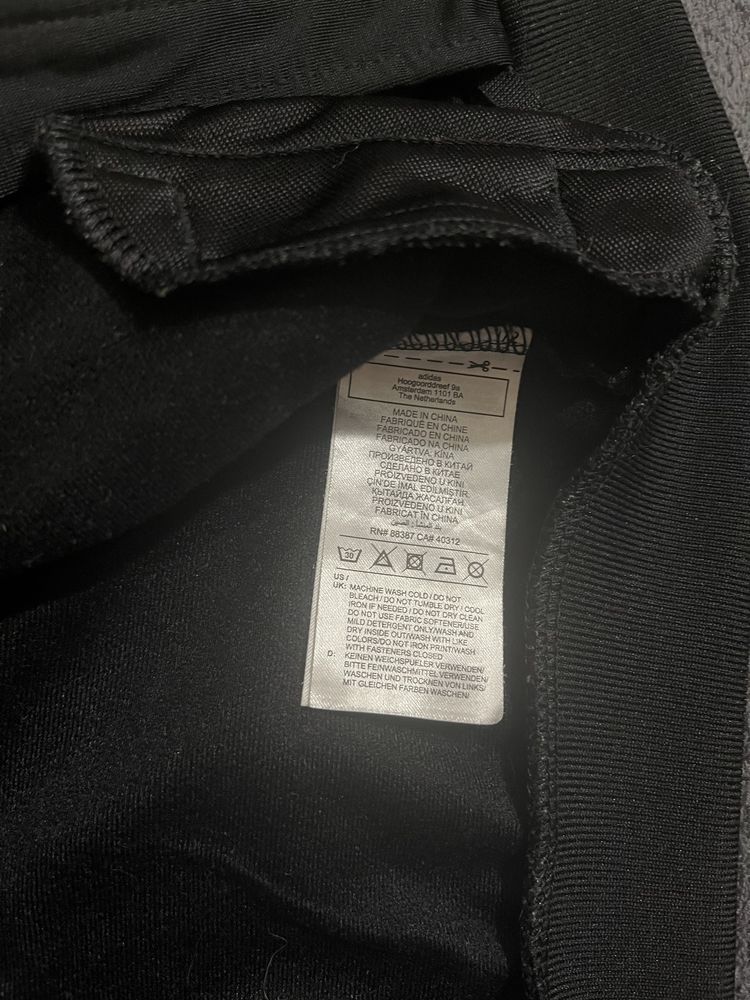 adidas
Hoogoorddreef 9a
Amsterdam 1101 BA
The Netherlands
MADE IN CHINA
FABRIQUÉ EN CHINE
FABRICADO EN CHINA
FABRICADO NA CHINA
GYÁRTVA: KÍNA
ПРОИЗВЕДЕНО В КИТАЙ
СДЕЛАНО В КИТАЕ
PROIZVEDENO U KINI
ÇİN'DE İMAL EDİLMİŞTİR.
ҚЫТАЙДА ЖАСАЛҒАН.
PROIZVEDENO U KINI
FABRICAT ÎN CHINA
بلد المنشأ : الصين
RN# 88387 CA# 40312
30
US /
UK: MACHINE WASH COLD / DO NOT
BLEACH / DO NOT TUMBLE DRY / COOL
IRON IF NEEDED / DO NOT DRY CLEAN
DO NOT USE FABRIC SOFTENER/USE
MILD DETERGENT ONLY/WASH AND
DRY INSIDE OUT/WASH WITH LIKE
COLORS/DO NOT IRON PRINT/WASH
WITH FASTENERS CLOSED
D: KEINEN WEICHSPUELER VERWENDEN/
BITTE FEINWASCHMITTEL VERWENDEN/
WASCHEN UND TROCKNEN VON LINKS/
MIT GLEICHEN FARBEN WASCHEN/